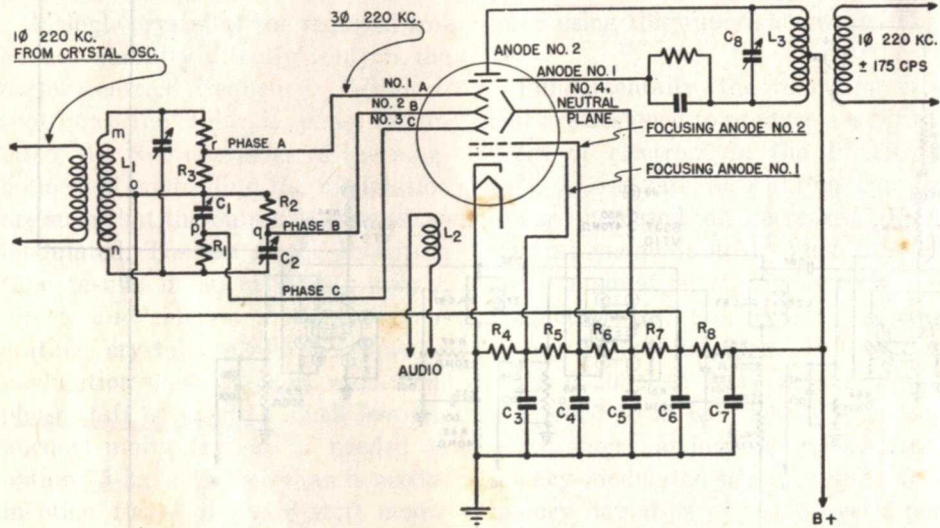 1Ø 220 KC.
FROM CRYSTAL OSC.
3Ø 220 KC.
ANODE NO. 2
ANODE NO. 1
NO. 4,
NEUTRAL
PLANE
NO. 1 A
NO. 2 B
NO. 3 C
C8
L3
1Ø 220 KC.
± 175 CPS
FOCUSING ANODE NO. 2
FOCUSING ANODE NO. 1
m
L1
o
n
r
PHASE A
R3
C1
p
R1
R2
q
PHASE B
C2
PHASE C
L2
AUDIO
R4
R5
R6
R7
R8
C3
C4
C5
C6
C7
B+